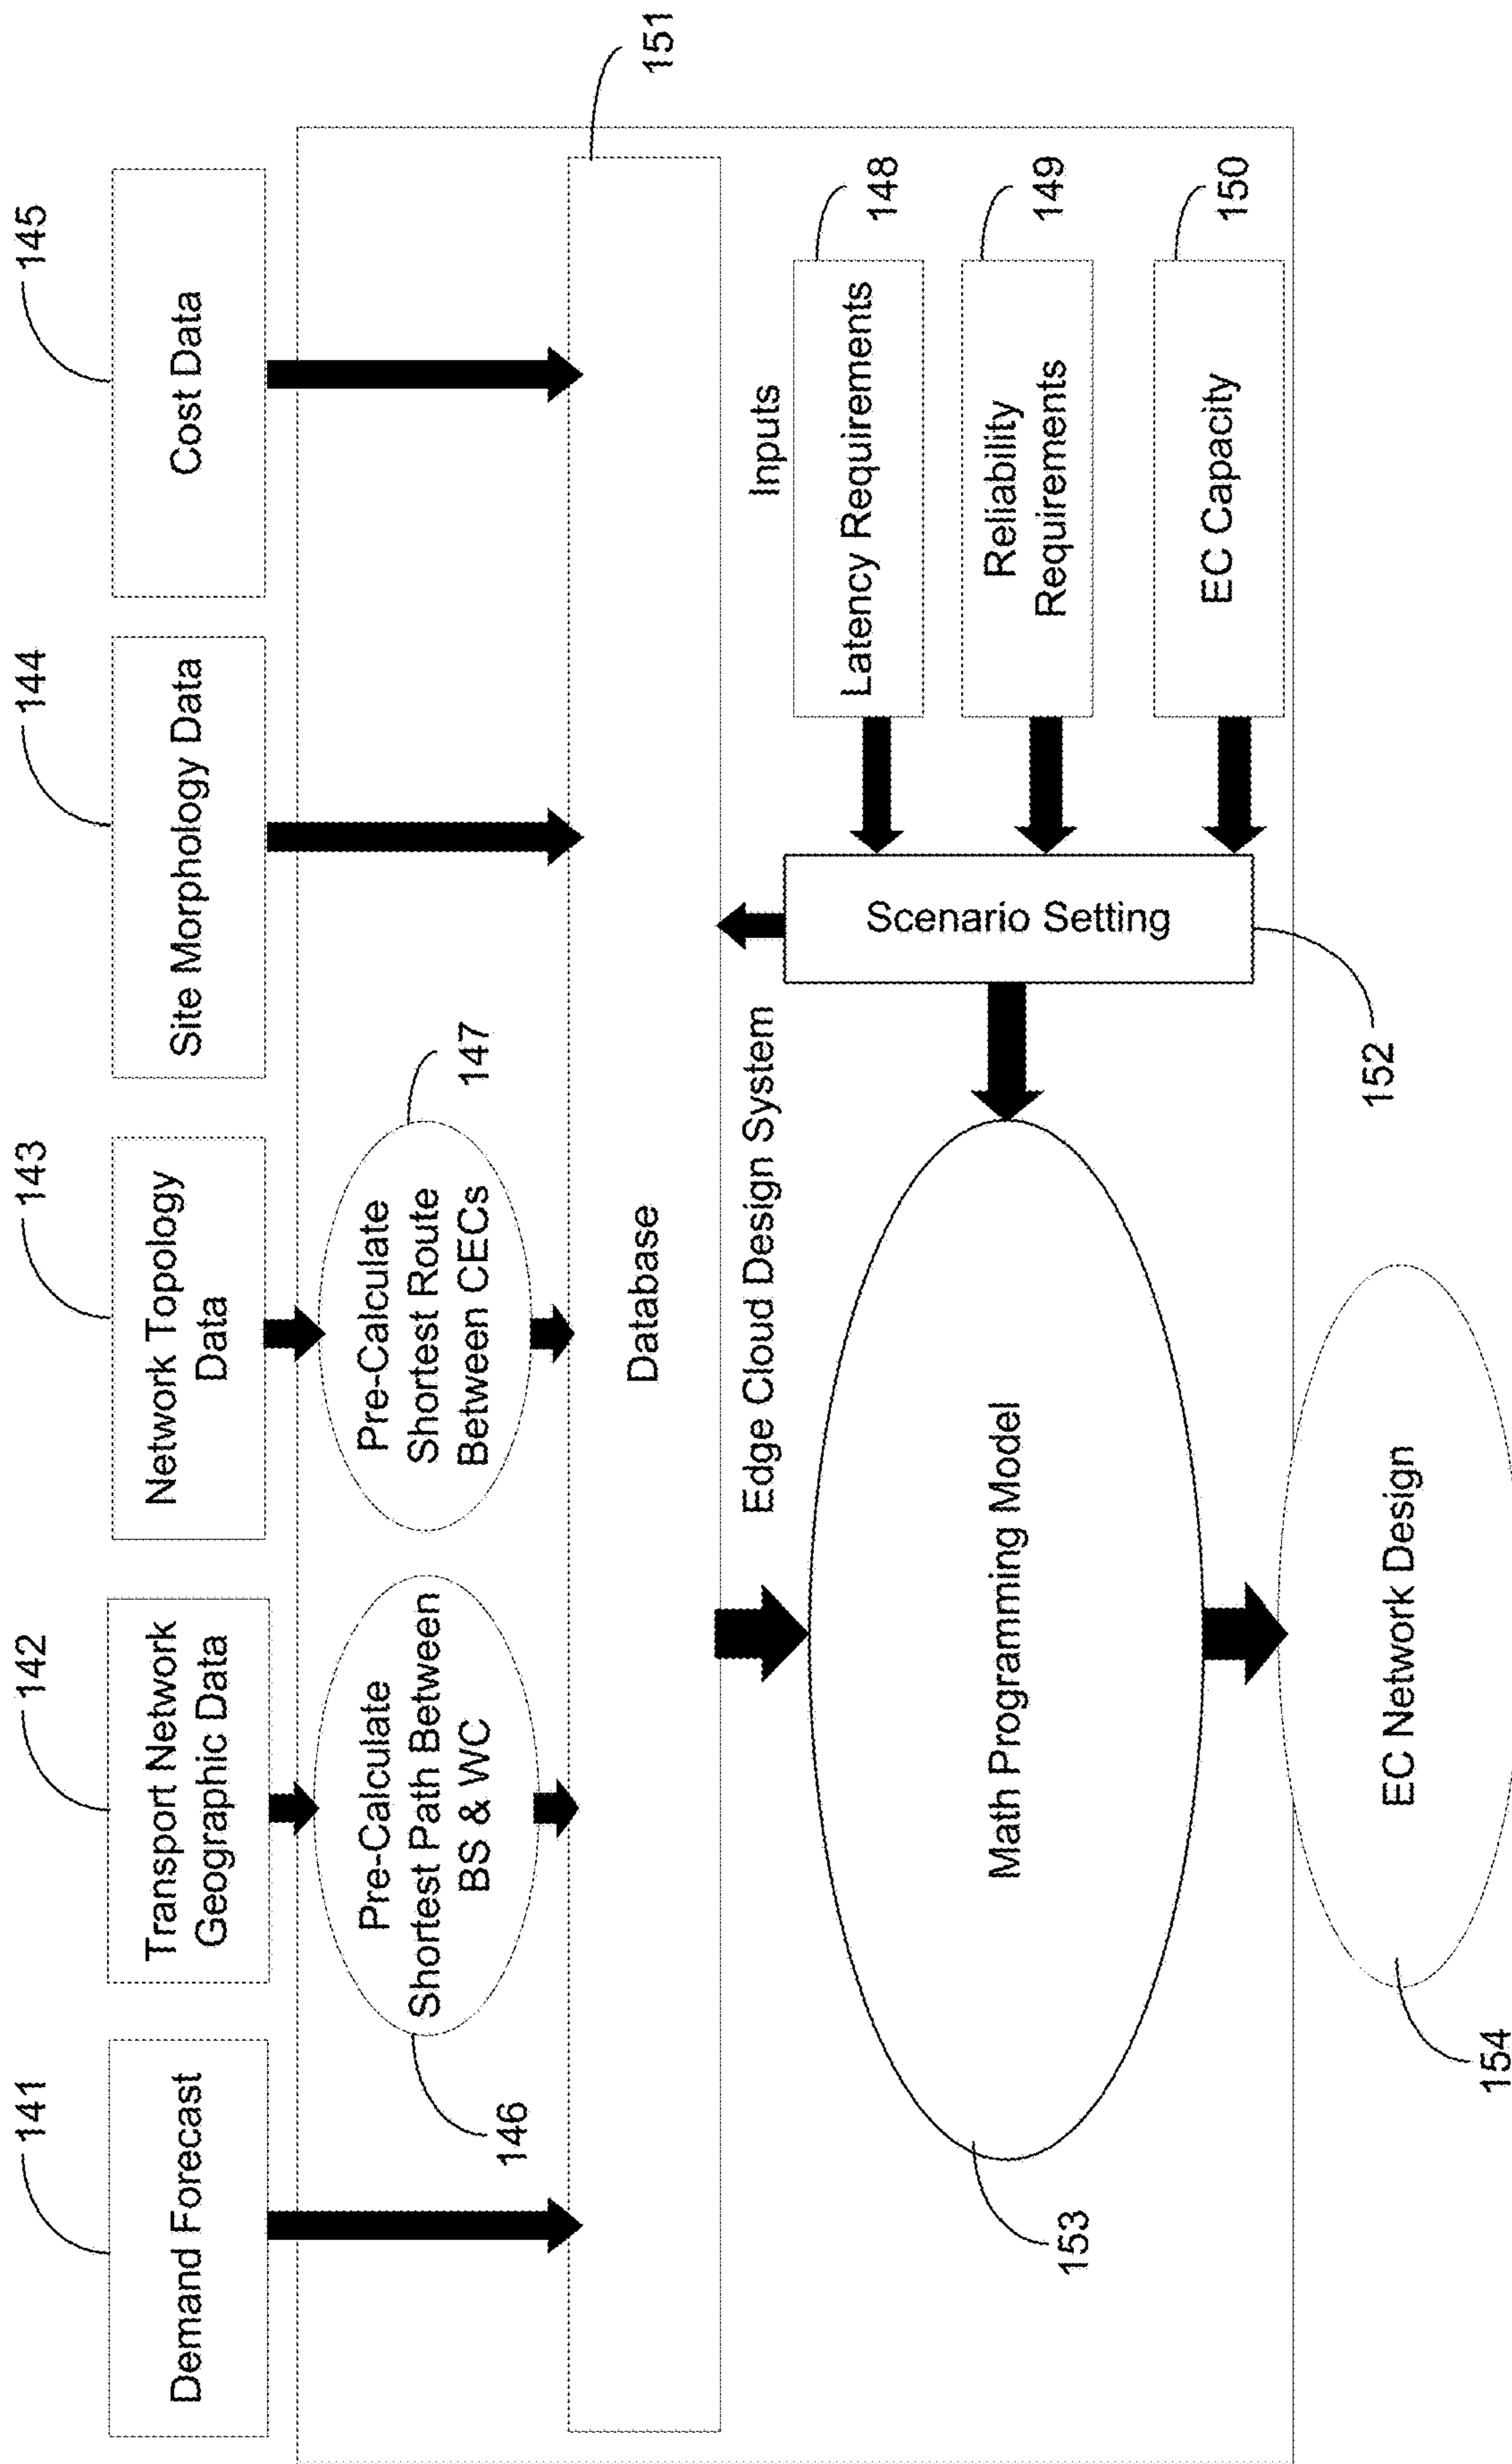 141
142
143
144
145
Demand Forecast
Transport Network
Geographic Data
Network Topology
Data
Site Morphology Data
Cost Data
Pre-Calculate
Shortest Path Between
BS & WC
146
Pre-Calculate
Shortest Route
Between CECs
147
151
Database
Edge Cloud Design System
Inputs
Latency Requirements
148
Reliability
Requirements
149
EC Capacity
150
Scenario Setting
152
Math Programming Model
153
EC Network Design
154